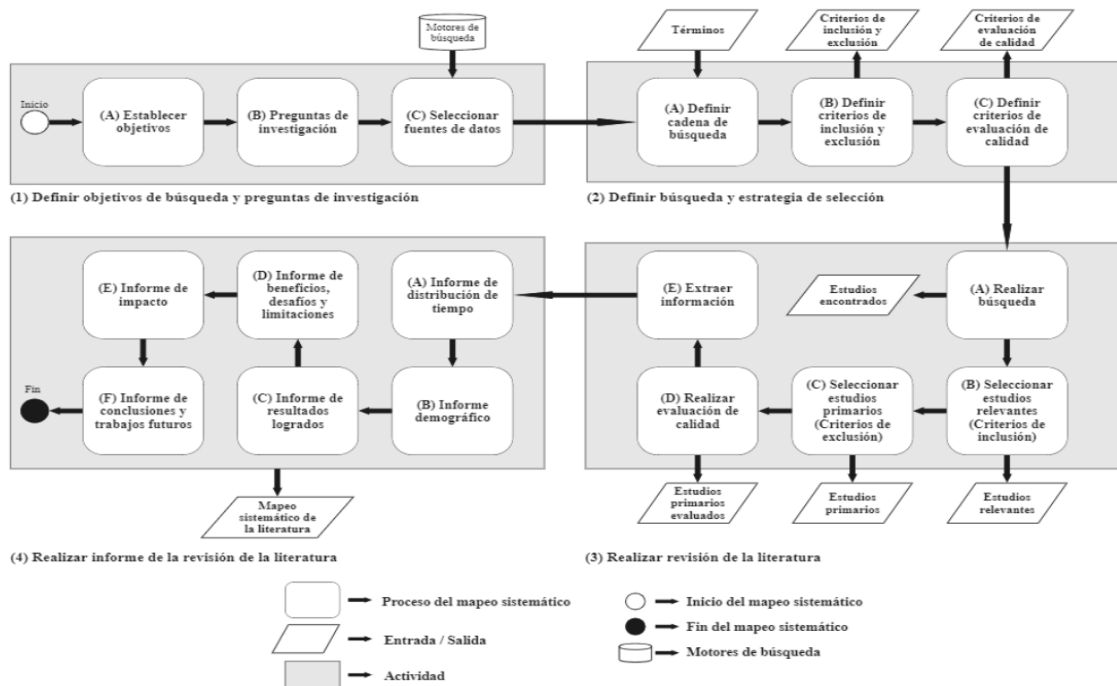 Motores de
búsqueda
Inicio
(A) Establecer
objetivos
(B) Preguntas de
investigación
(C) Seleccionar
fuentes de datos
(1) Definir objetivos de búsqueda y preguntas de investigación
Términos
Criterios de
inclusión y
exclusión
Criterios de
evaluación
de calidad
(A) Definir
cadena de
búsqueda
(B) Definir
criterios de
inclusión y
exclusión
(C) Definir
criterios de
evaluación de
calidad
(2) Definir búsqueda y estrategia de selección
(A) Realizar
búsqueda
Estudios
encontrados
(B) Seleccionar
estudios
relevantes
(Criterios de
inclusión)
(C) Seleccionar
estudios
primarios
(Criterios de
exclusión)
(D) Realizar
evaluación de
calidad
(E) Extraer
información
Estudios
primarios
evaluados
Estudios
primarios
Estudios
relevantes
(3) Realizar revisión de la literatura
(A) Informe de
distribución de
tiempo
(B) Informe
demográfico
(C) Informe de
resultados
logrados
(D) Informe de
beneficios,
desafíos y
limitaciones
(E) Informe de
impacto
(F) Informe de
conclusiones y
trabajos futuros
Fin
Mapeo
sistemático de
la literatura
(4) Realizar informe de la revisión de la literatura
Proceso del mapeo sistemático
Entrada / Salida
Actividad
Inicio del mapeo sistemático
Fin del mapeo sistemático
Motores de búsqueda